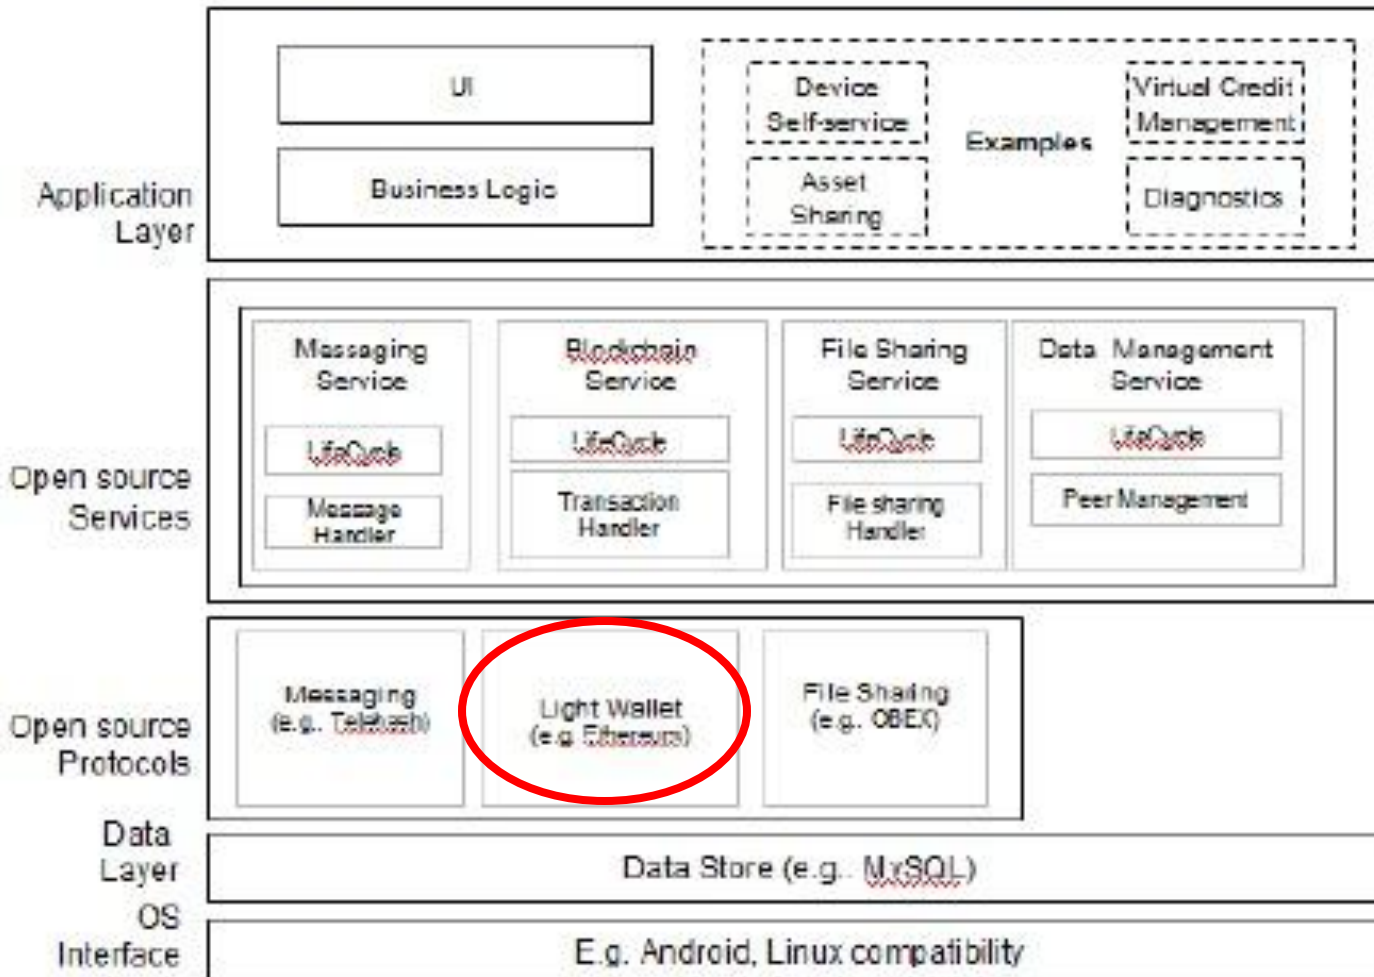 Application
Layer
UI
Business Logic
Device
Self-service
Asset
Sharing
Examples
Virtual Credit
Management
Diagnostics
Open source
Services
Messaging
Service
LifeCycle
Message
Handler
Blockchain
Service
LifeCycle
Transaction
Handler
File Sharing
Service
LifeCycle
File sharing
Handler
Data Management
Service
LifeCycle
Peer Management
Open source
Protocols
Messaging
(e.g.. Telehash)
Light Wallet
(e.g. Ethereum)
File Sharing
(e.g.. OBEX)
Data
Layer
Data Store (e.g.. MySQL)
OS
Interface
E.g. Android, Linux compatibility